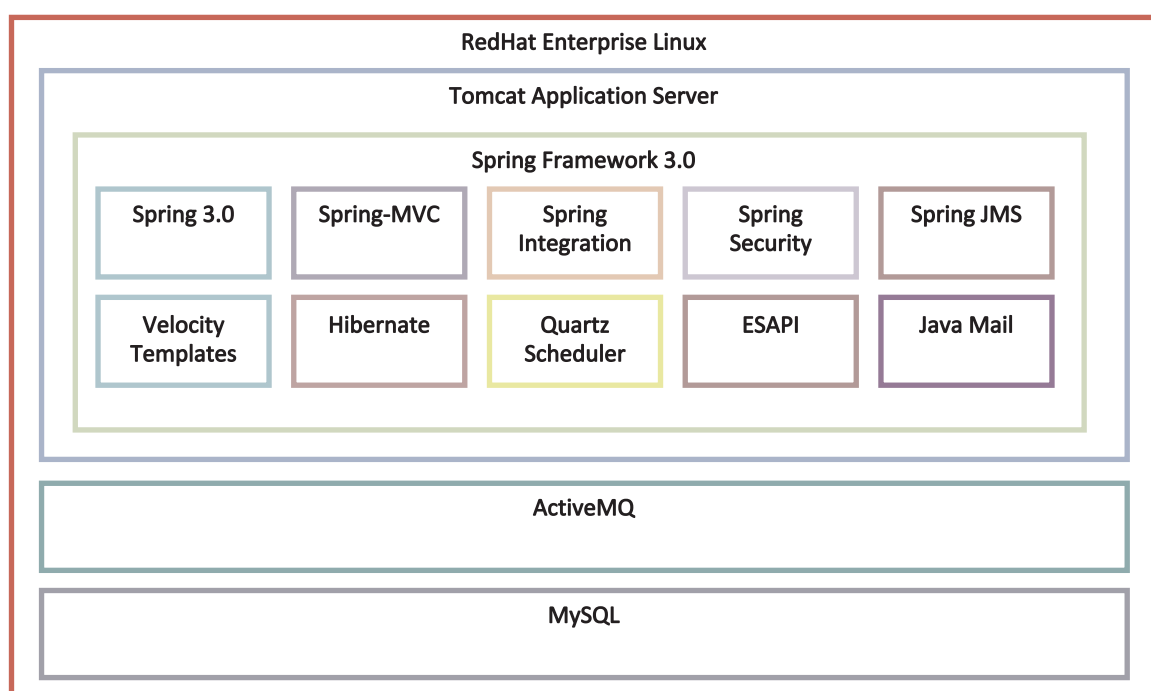 RedHat Enterprise Linux
Tomcat Application Server
Spring Framework 3.0
Spring 3.0
Spring-MVC
Spring
Integration
Spring
Security
Spring JMS
Velocity
Templates
Hibernate
Quartz
Scheduler
ESAPI
Java Mail
ActiveMQ
MySQL